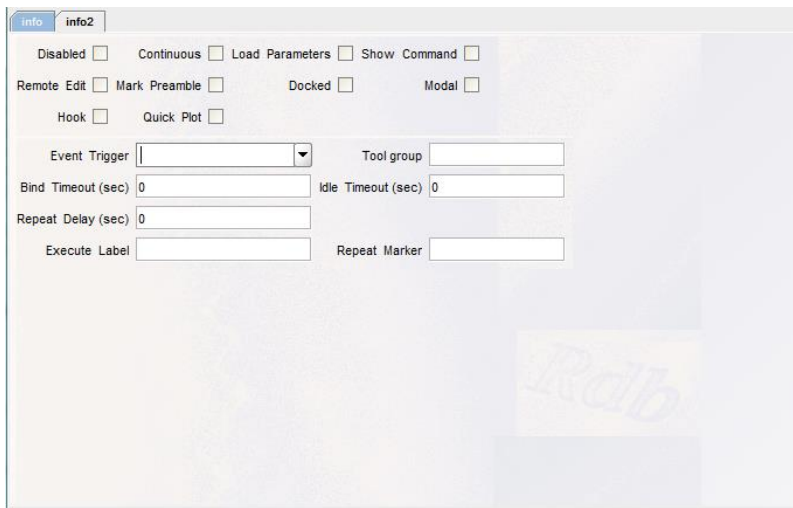 info info2
Disabled Continuous Load Parameters Show Command
Remote Edit Mark Preamble Docked Modal
Hook Quick Plot
Event Trigger Tool group
Bind Timeout (sec) 0 Idle Timeout (sec) 0
Repeat Delay (sec) 0
Execute Label Repeat Marker
Rdb